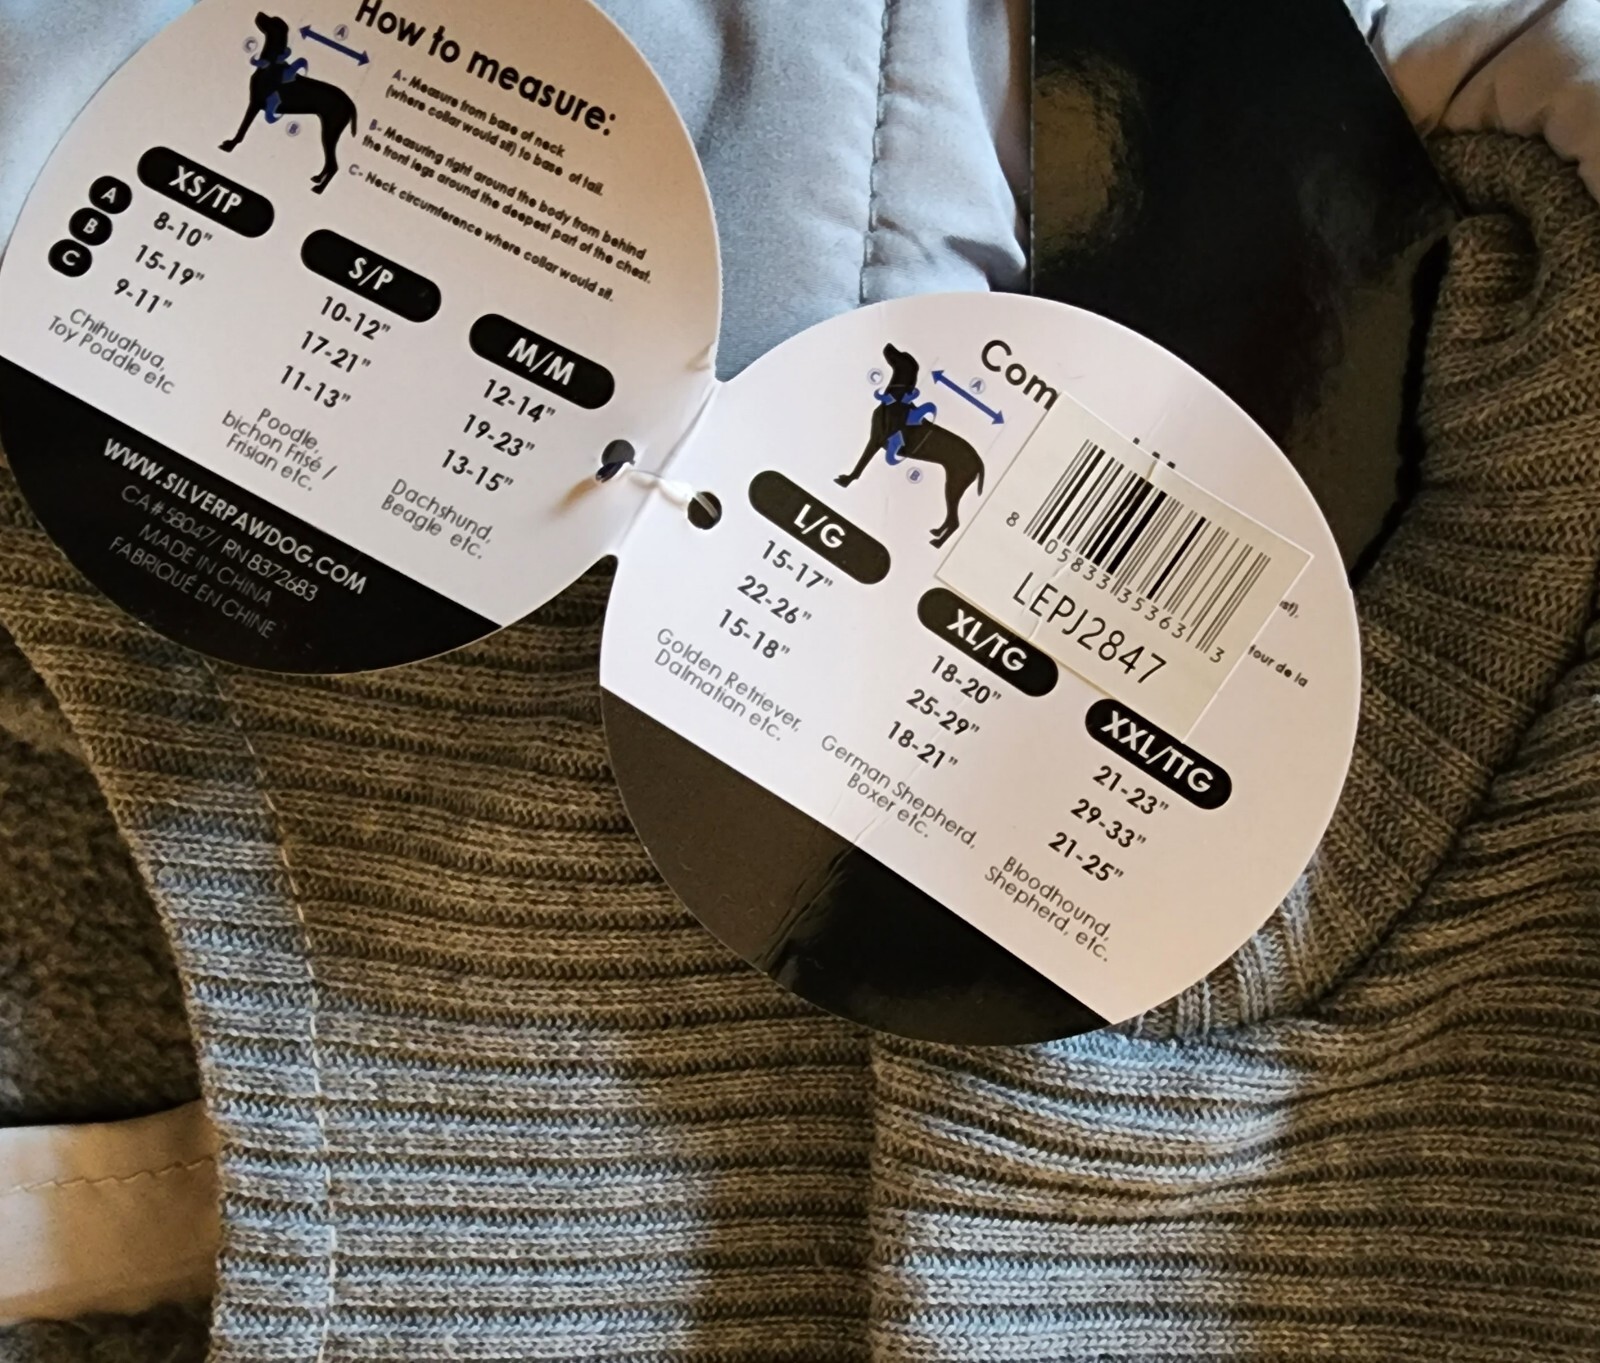 How to measure:
A
C
B
A- Measure from base of neck
(where collar would sit) to base of tail.
B- Measuring right around the body from behind
the front legs around the deepest part of the chest.
C- Neck circumference where collar would sit.
A
B
C
XS/TP
8-10"
15-19"
9-11"
Chihuahua,
Toy Poddle etc
S/P
10-12"
17-21"
11-13"
Poodle,
bichon Frisé /
Frisian etc.
M/M
12-14"
19-23"
13-15"
Dachshund,
Beagle etc.
WWW.SILVERPAWDOG.COM
CA # 58047/ RN 8372683
MADE IN CHINA
FABRIQUÉ EN CHINE
Com
A
C
B
8 05833 35363 3
LEPJ2847
tour de la
L/G
15-17"
22-26"
15-18"
Golden Retriever,
Dalmatian etc.
XL/TG
18-20"
25-29"
18-21"
German Shepherd,
Boxer etc.
XXL/TTG
21-23"
29-33"
21-25"
Bloodhound,
Shepherd, etc.